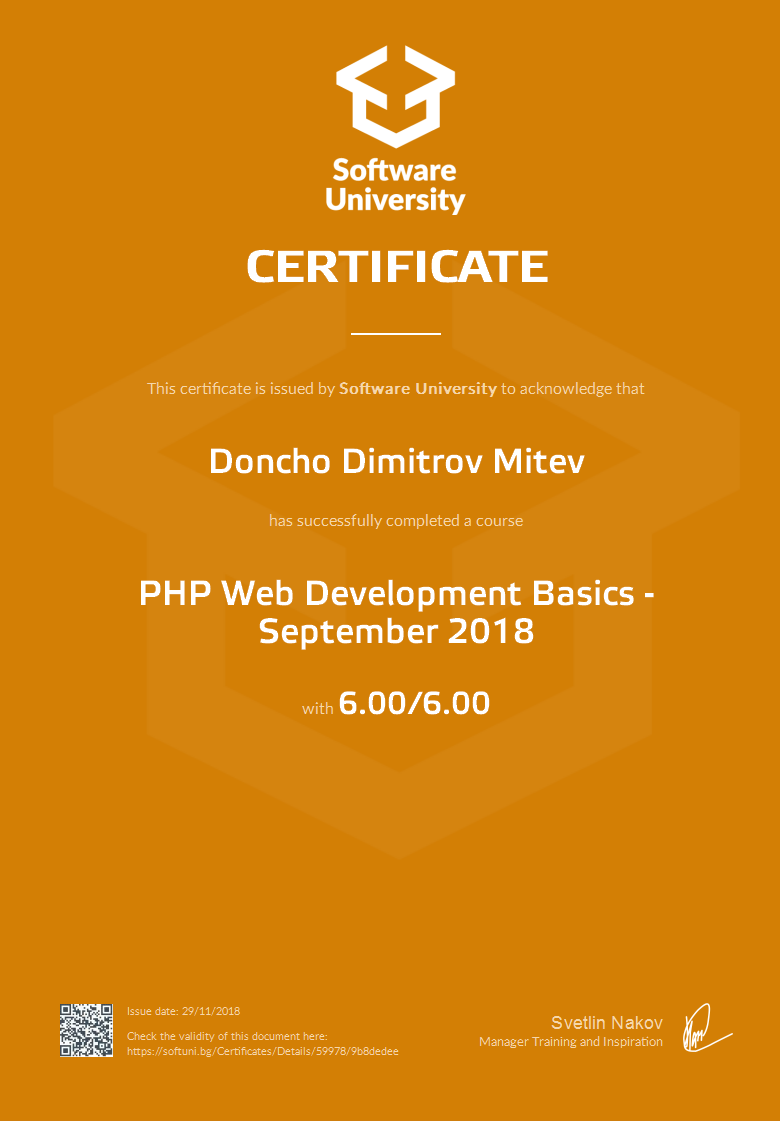 Software
University
CERTIFICATE
This certificate is issued by Software University to acknowledge that
Doncho Dimitrov Mitev
has successfully completed a course
PHP Web Development Basics -
September 2018
with 6.00/6.00
Issue date: 29/11/2018
Check the validity of this document here:
https://softuni.bg/Certificates/Details/59978/9b8dedee
Svetlin Nakov
Manager Training and Inspiration